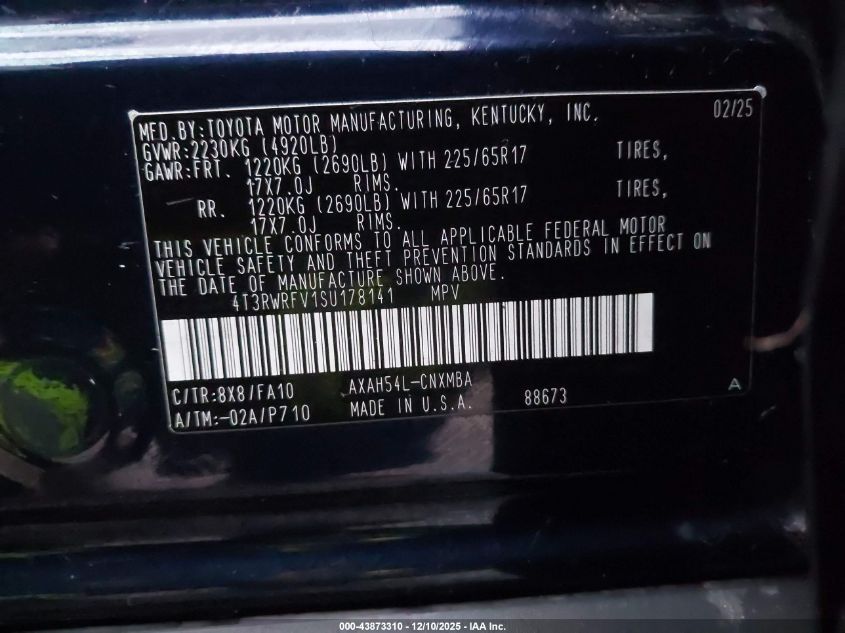 MFD.BY:TOYOTA MOTOR MANUFACTURING, KENTUCKY, INC. 02/25
GVWR:2230KG (4920LB)
GAWR:FRT. 1220KG (2690LB) WITH 225/65R17 TIRES,
17X7.0J RIMS.
RR. 1220KG (2690LB) WITH 225/65R17 TIRES,
17X7.0J RIMS.
THIS VEHICLE CONFORMS TO ALL APPLICABLE FEDERAL MOTOR
VEHICLE SAFETY AND THEFT PREVENTION STANDARDS IN EFFECT ON
THE DATE OF MANUFACTURE SHOWN ABOVE.
4T3RWRFV1SU178141 MPV
C/TR:8X8/FA10 AXAH54L-CNXMBA
A/TM:-02A/P710 MADE IN U.S.A. 88673 A
000-43873310 - 12/10/2025 - IAA Inc.